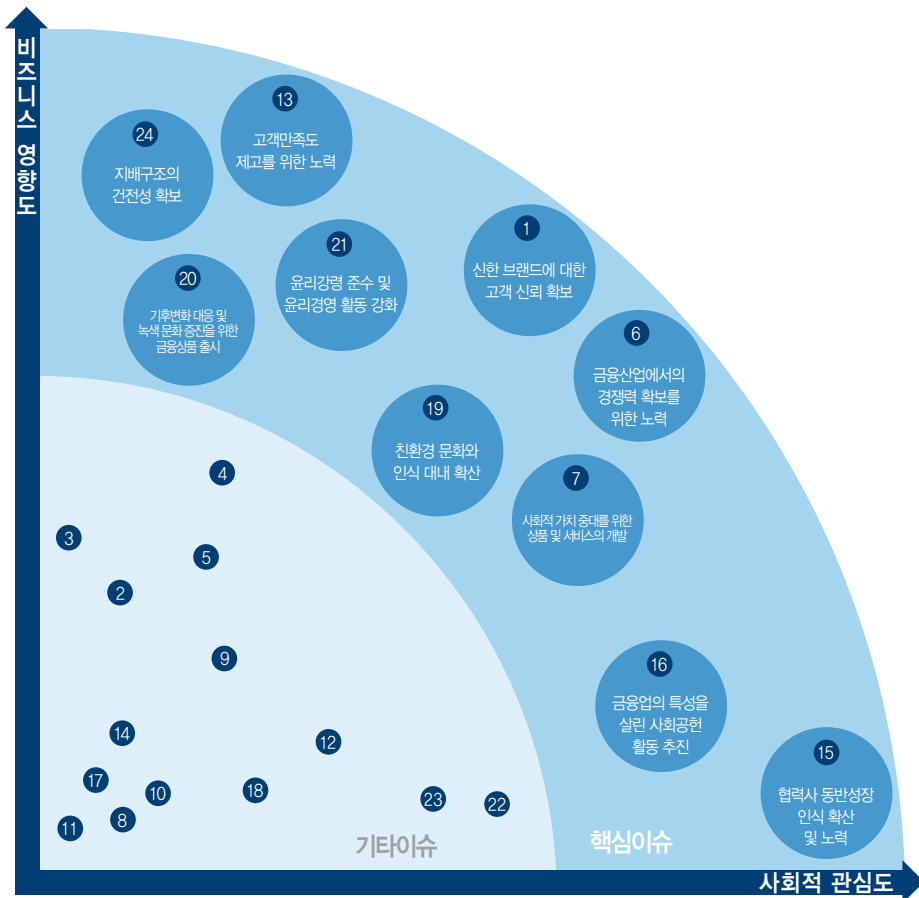 비즈니스 영향도
13
고객만족도
제고를 위한 노력
24
지배구조의
건전성 확보
1
신한 브랜드에 대한
고객 신뢰 확보
21
윤리강령 준수 및
윤리경영 활동 강화
20
기후변화 대응 및
녹색 문화 증진을 위한
금융상품 출시
6
금융산업에서의
경쟁력 확보를
위한 노력
19
친환경 문화와
인식 대내 확산
7
사회적 가치 증대를 위한
상품 및 서비스의 개발
4
3
5
2
9
16
금융업의 특성을
살린 사회공헌
활동 추진
14
12
15
협력사 동반성장
인식 확산
및 노력
17
10
18
23
22
8
11
기타이슈
핵심이슈
사회적 관심도